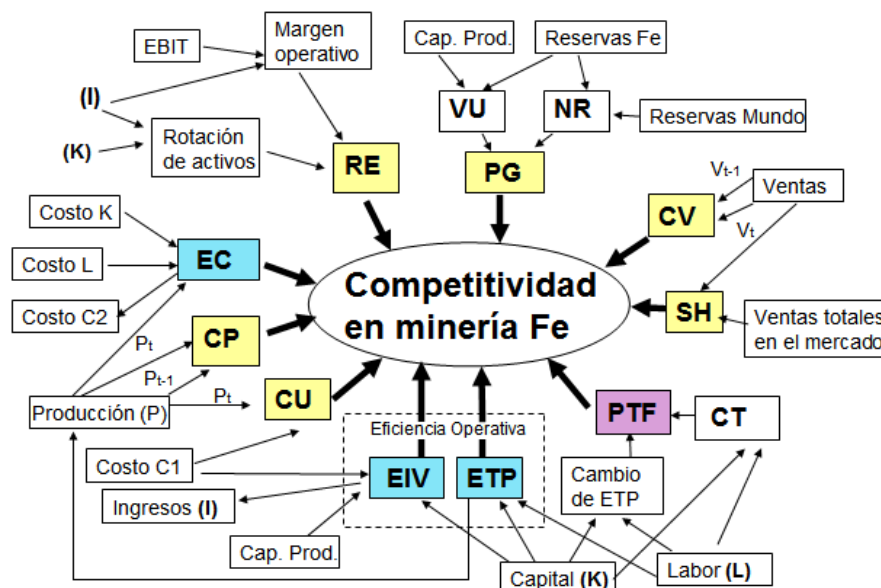 EBIT
Margen
operativo
Cap. Prod.
Reservas Fe
(I)
(K)
Rotación
de activos
RE
VU
NR
Reservas Mundo
PG
Vt-1
Ventas
CV
Vt
Costo K
Costo L
EC
Costo C2
Competitividad
en minería Fe
SH
Ventas totales
en el mercado
Pt
CP
Pt-1
Producción (P)
Pt
CU
PTF
CT
Eficiencia Operativa
Costo C1
EIV
ETP
Cambio
de ETP
Ingresos (I)
Cap. Prod.
Capital (K)
Labor (L)